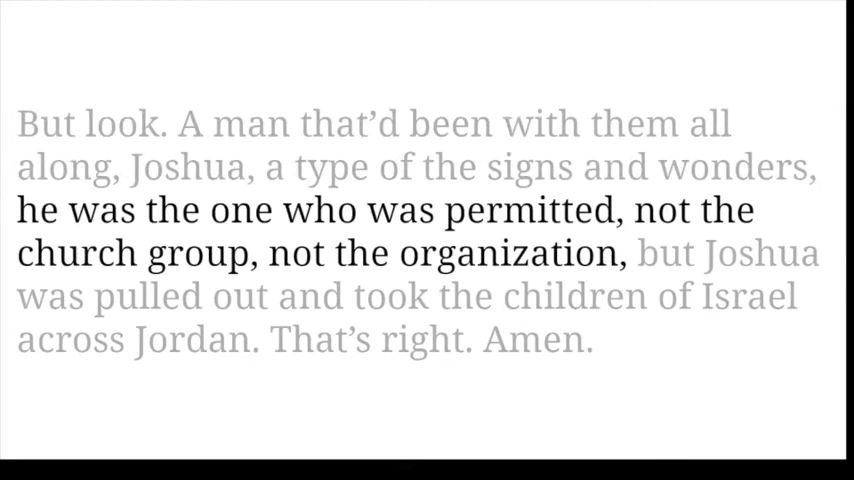 But look. A man that’d been with them all
along, Joshua, a type of the signs and wonders,
he was the one who was permitted, not the
church group, not the organization, but Joshua
was pulled out and took the children of Israel
across Jordan. That’s right. Amen.